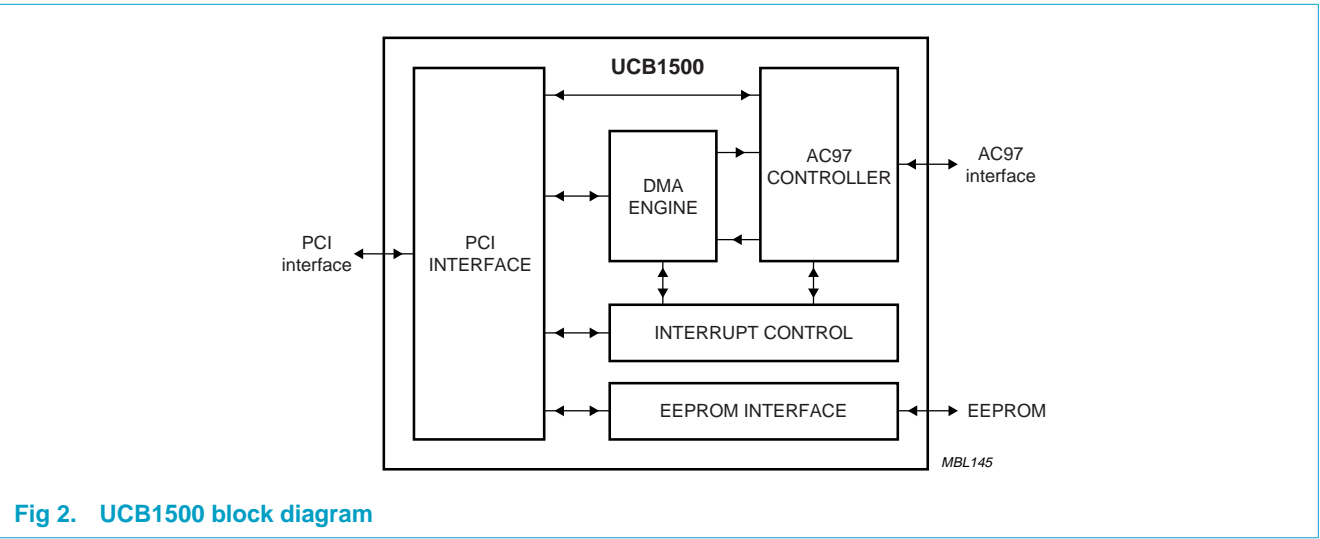 UCB1500
PCI
interface
PCI
INTERFACE
DMA
ENGINE
AC97
CONTROLLER
AC97
interface
INTERRUPT CONTROL
EEPROM INTERFACE
EEPROM
MBL145
Fig 2. UCB1500 block diagram